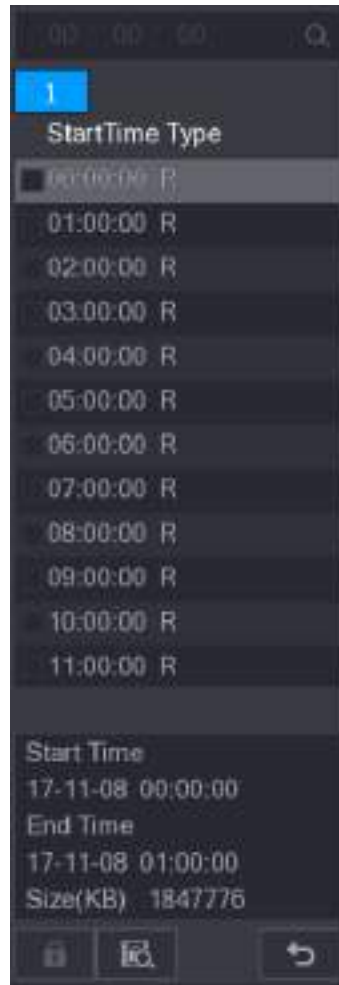 00 : 00 : 00
1
StartTime Type
00:00:00 R
01:00:00 R
02:00:00 R
03:00:00 R
04:00:00 R
05:00:00 R
06:00:00 R
07:00:00 R
08:00:00 R
09:00:00 R
10:00:00 R
11:00:00 R
Start Time
17-11-08 00:00:00
End Time
17-11-08 01:00:00
Size(KB) 1847776